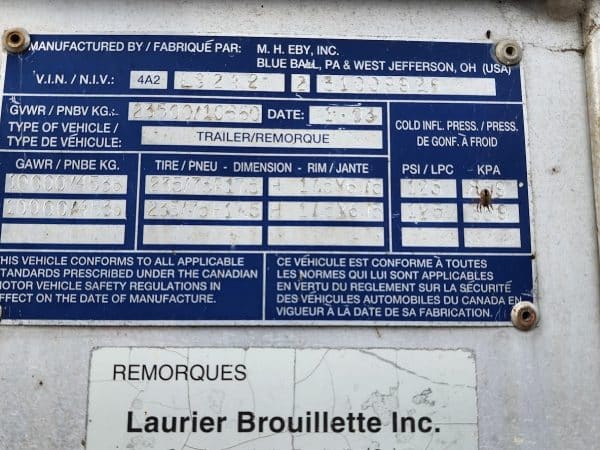 MANUFACTURED BY / FABRIQUÉ PAR: M. H. EBY, INC.
BLUE BALL, PA & WEST JEFFERSON, OH (USA)
V.I.N. / N.I.V.: 4A2 2
GVWR / PNBV KG.: DATE:
TYPE OF VEHICLE /
TYPE DE VÉHICULE: TRAILER/REMORQUE
COLD INFL. PRESS. / PRESS.
DE GONF. À FROID
GAWR / PNBE KG. TIRE / PNEU - DIMENSION - RIM / JANTE PSI / LPC KPA
THIS VEHICLE CONFORMS TO ALL APPLICABLE
STANDARDS PRESCRIBED UNDER THE CANADIAN
MOTOR VEHICLE SAFETY REGULATIONS IN
EFFECT ON THE DATE OF MANUFACTURE.
CE VÉHICULE EST CONFORME À TOUTES
LES NORMES QUI LUI SONT APPLICABLES
EN VERTU DU REGLEMENT SUR LA SÉCURITÉ
DES VÉHICULES AUTOMOBILES DU CANADA EN
VIGUEUR À LA DATE DE SA FABRICATION.
REMORQUES
Laurier Brouillette Inc.